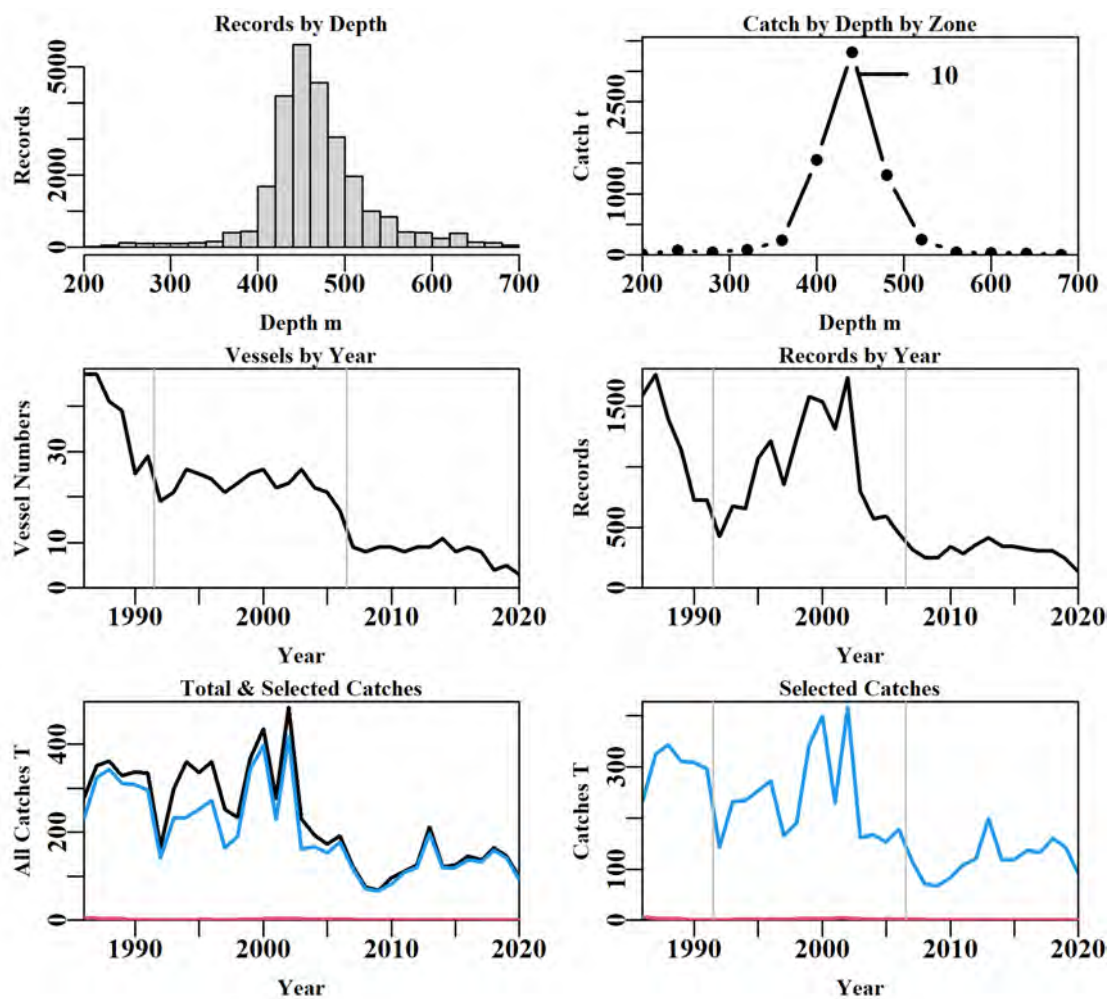 Records by Depth
Records
0 2000 5000
200 300 400 500 600 700
Depth m
Catch by Depth by Zone
Catch t
0 1000 2500
10
200 300 400 500 600 700
Depth m
Vessels by Year
Vessel Numbers
0 10 30
1990 2000 2010 2020
Year
Records by Year
Records
0 500 1500
1990 2000 2010 2020
Year
Total & Selected Catches
All Catches T
0 200 400
1990 2000 2010 2020
Year
Selected Catches
Catches T
0 100 300
1990 2000 2010 2020
Year